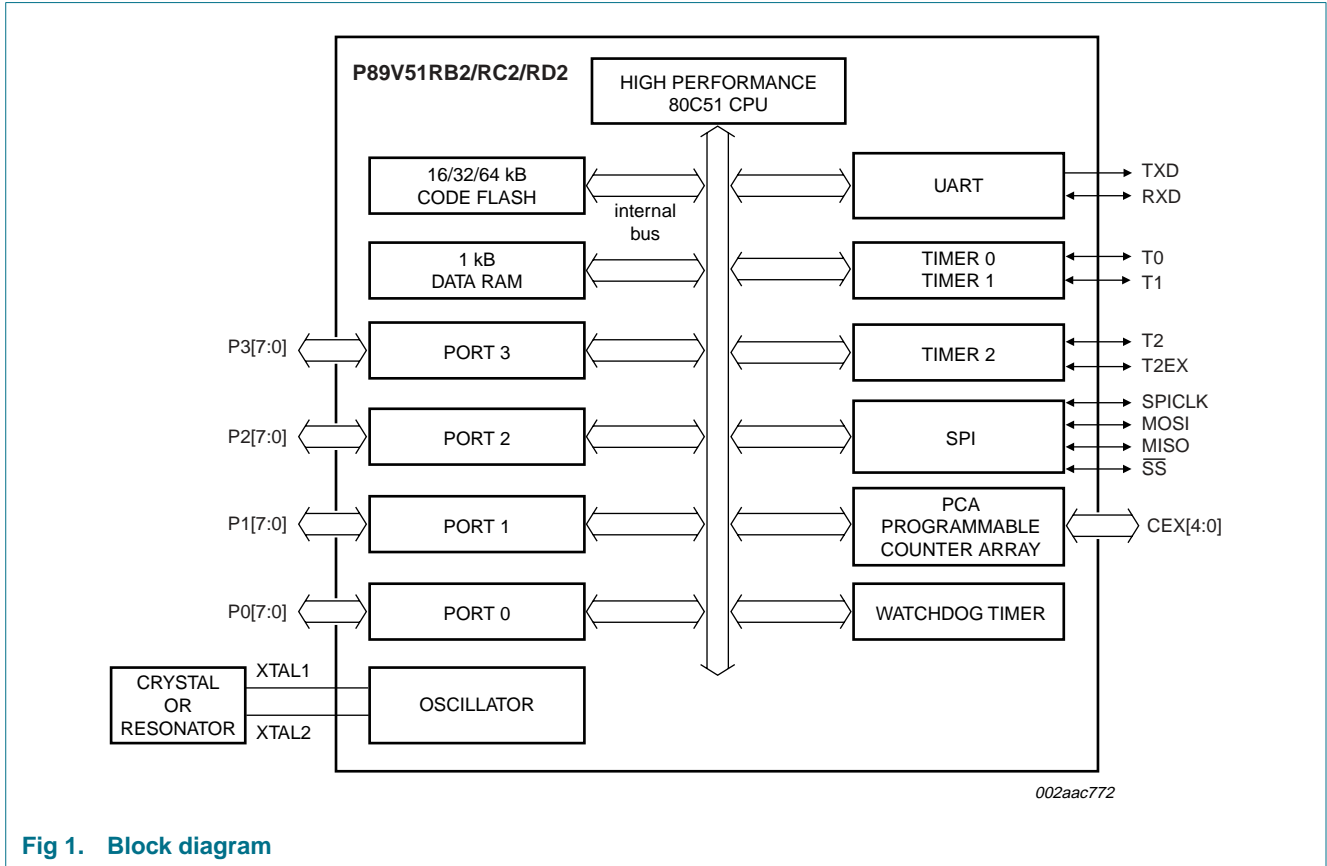 P89V51RB2/RC2/RD2
HIGH PERFORMANCE
80C51 CPU
16/32/64 kB
CODE FLASH
internal
bus
UART
TXD
RXD
1 kB
DATA RAM
TIMER 0
TIMER 1
T0
T1
P3[7:0]
PORT 3
TIMER 2
T2
T2EX
P2[7:0]
PORT 2
SPI
SPICLK
MOSI
MISO
S̅S̅
P1[7:0]
PORT 1
PCA
PROGRAMMABLE
COUNTER ARRAY
CEX[4:0]
P0[7:0]
PORT 0
WATCHDOG TIMER
CRYSTAL
OR
RESONATOR
XTAL1
XTAL2
OSCILLATOR
002aac772
Fig 1. Block diagram